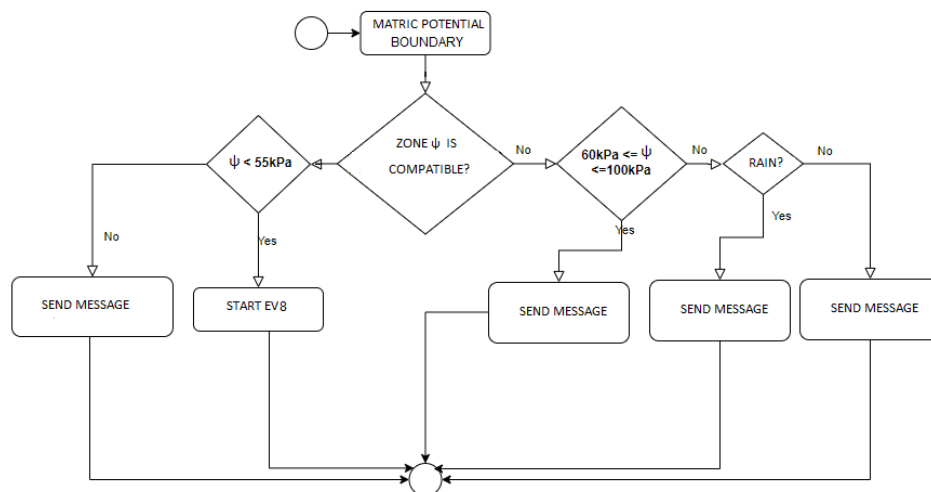 MATRIC POTENTIAL
BOUNDARY
ZONE ψ IS
COMPATIBLE?
ψ < 55kPa
No
60kPa <= ψ
<=100kPa
No
RAIN?
No
No
Yes
Yes
Yes
SEND MESSAGE
START EV8
SEND MESSAGE
SEND MESSAGE
SEND MESSAGE